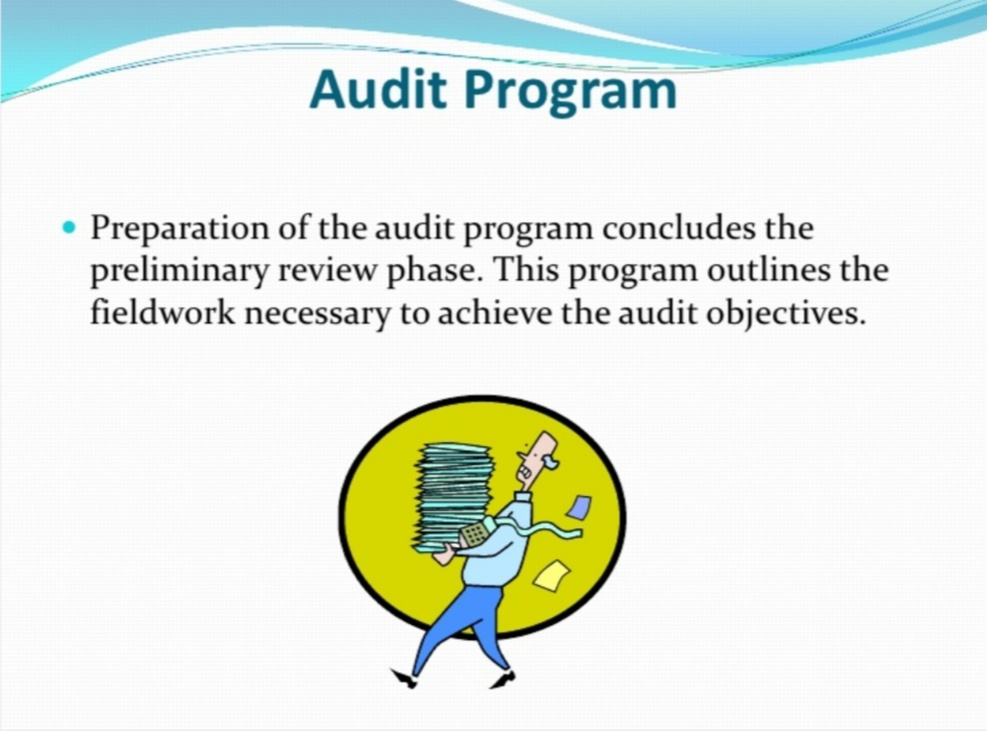 Audit Program
Preparation of the audit program concludes the
preliminary review phase. This program outlines the
fieldwork necessary to achieve the audit objectives.